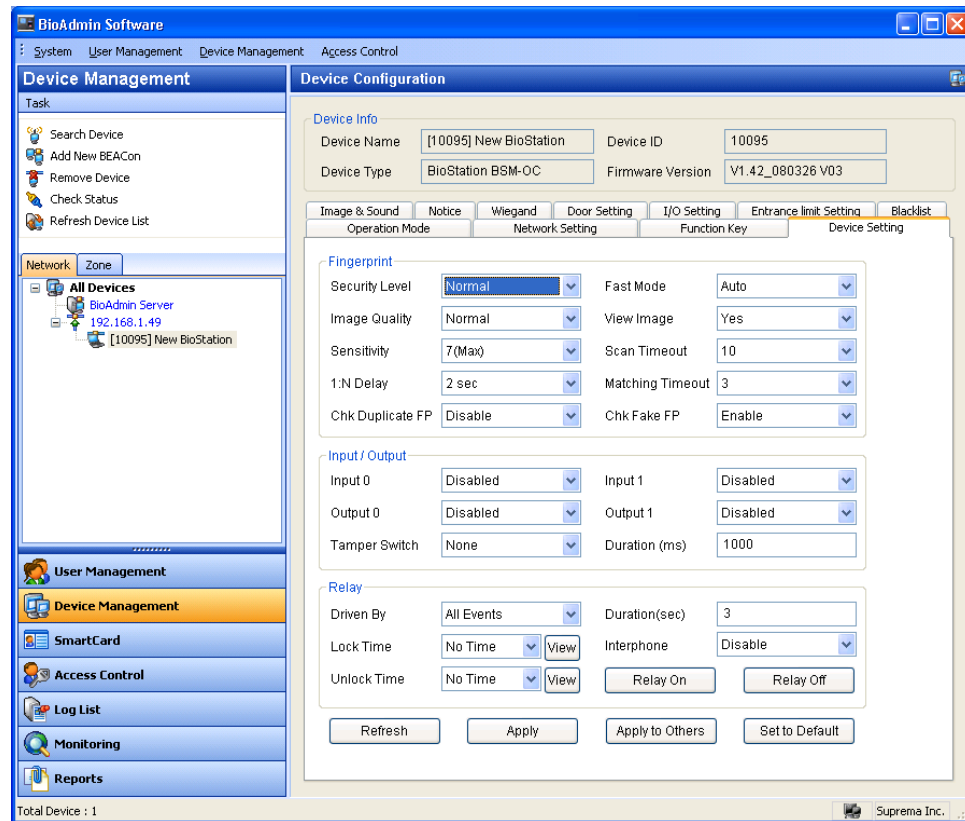 BioAdmin Software
System User Management Device Management Access Control
Device Management
Task
Search Device
Add New BEACon
Remove Device
Check Status
Refresh Device List
Network Zone
All Devices
BioAdmin Server
192.168.1.49
[10095] New BioStation
User Management
Device Management
SmartCard
Access Control
Log List
Monitoring
Reports
Device Configuration
Device Info
Device Name [10095] New BioStation Device ID 10095
Device Type BioStation BSM-OC Firmware Version V1.42_080326 V03
Image & Sound Notice Wiegand Door Setting I/O Setting Entrance limit Setting Blacklist
Operation Mode Network Setting Function Key Device Setting
Fingerprint
Security Level Normal Fast Mode Auto
Image Quality Normal View Image Yes
Sensitivity 7(Max) Scan Timeout 10
1:N Delay 2 sec Matching Timeout 3
Chk Duplicate FP Disable Chk Fake FP Enable
Input / Output
Input 0 Disabled Input 1 Disabled
Output 0 Disabled Output 1 Disabled
Tamper Switch None Duration (ms) 1000
Relay
Driven By All Events Duration(sec) 3
Lock Time No Time View Interphone Disable
Unlock Time No Time View Relay On Relay Off
Refresh Apply Apply to Others Set to Default
Total Device : 1 Suprema Inc.